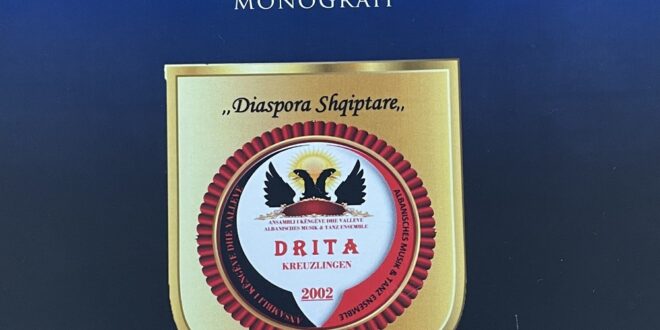 MONOGRAFI
„Diaspora Shqiptare„
ANSAMBLI I KËNGËVE DHE VALLEVE
ALBANISCHES MUSIK & TANZ ENSEMBLE
DRITA
KREUZLINGEN
2002
ANSAMBLI I KËNGËVE DHE VALLEVE
ALBANISCHES MUSIK & TANZ ENSEMBLE